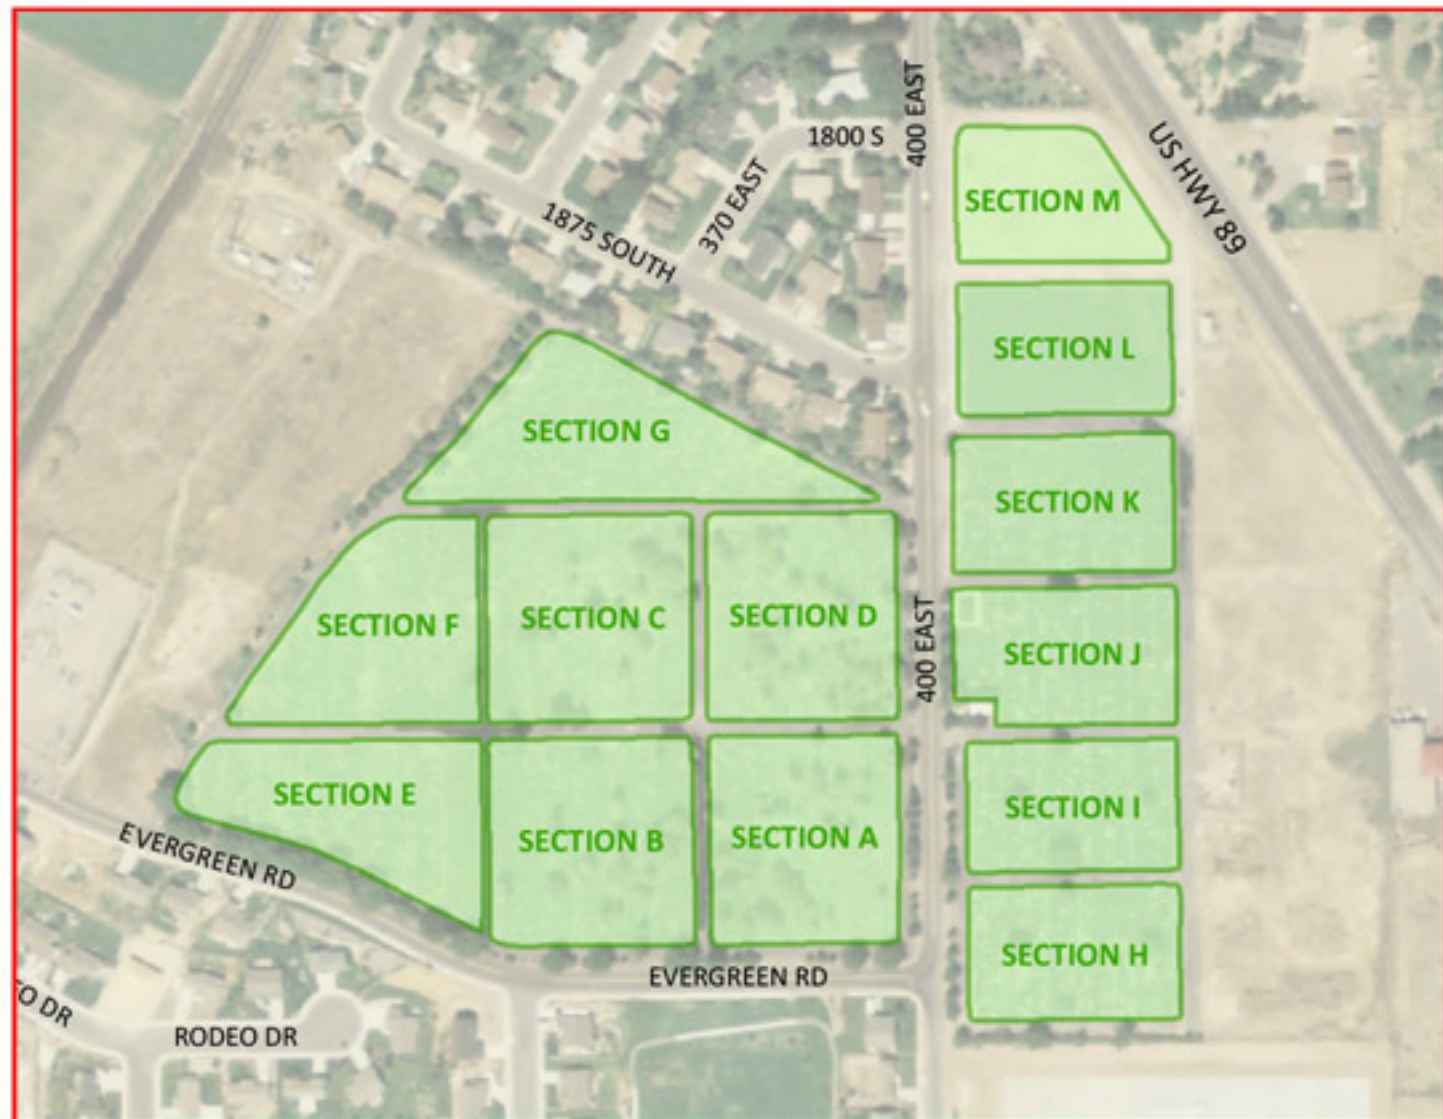 400 EAST
1800 S
US HWY 89
370 EAST
SECTION M
1875 SOUTH
SECTION L
SECTION G
SECTION K
SECTION F
SECTION C
SECTION D
400 EAST
SECTION J
SECTION E
SECTION I
EVERGREEN RD
SECTION B
SECTION A
SECTION H
EVERGREEN RD
EO DR
RODEO DR